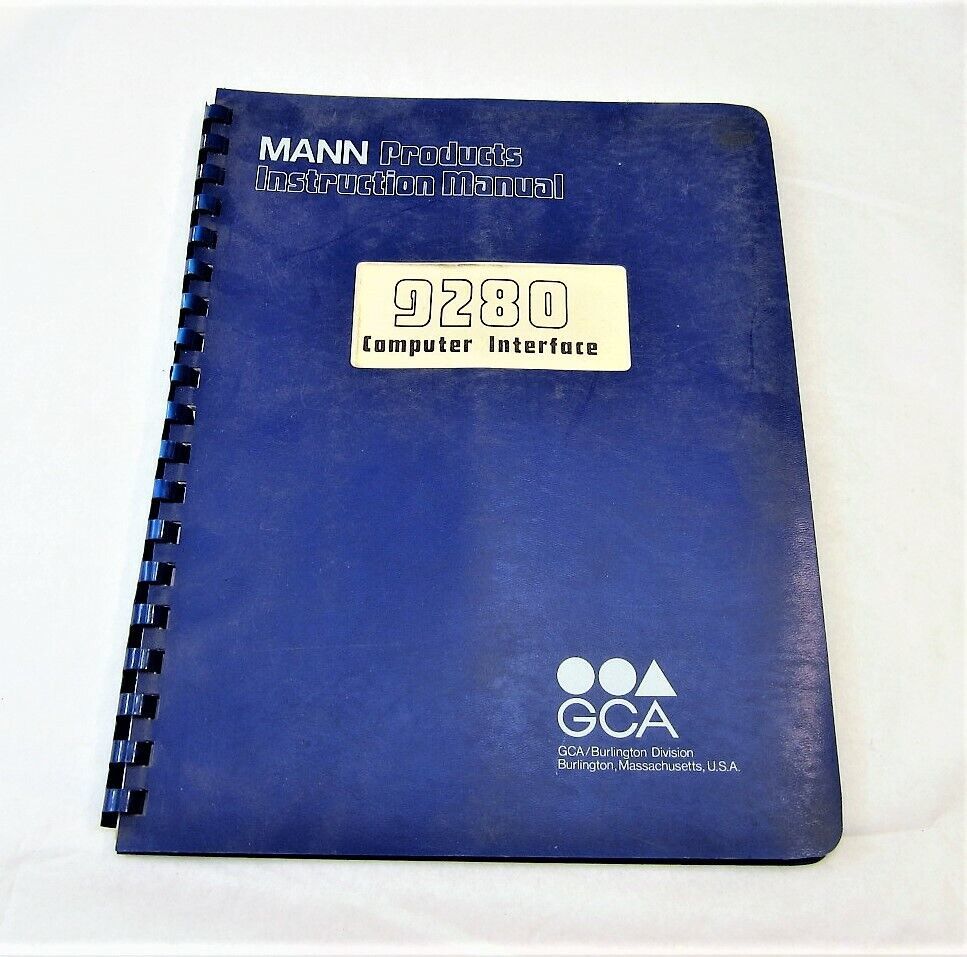 MANN Products
Instruction Manual
9280
Computer Interface
GCA
GCA/Burlington Division
Burlington, Massachusetts, U.S.A.